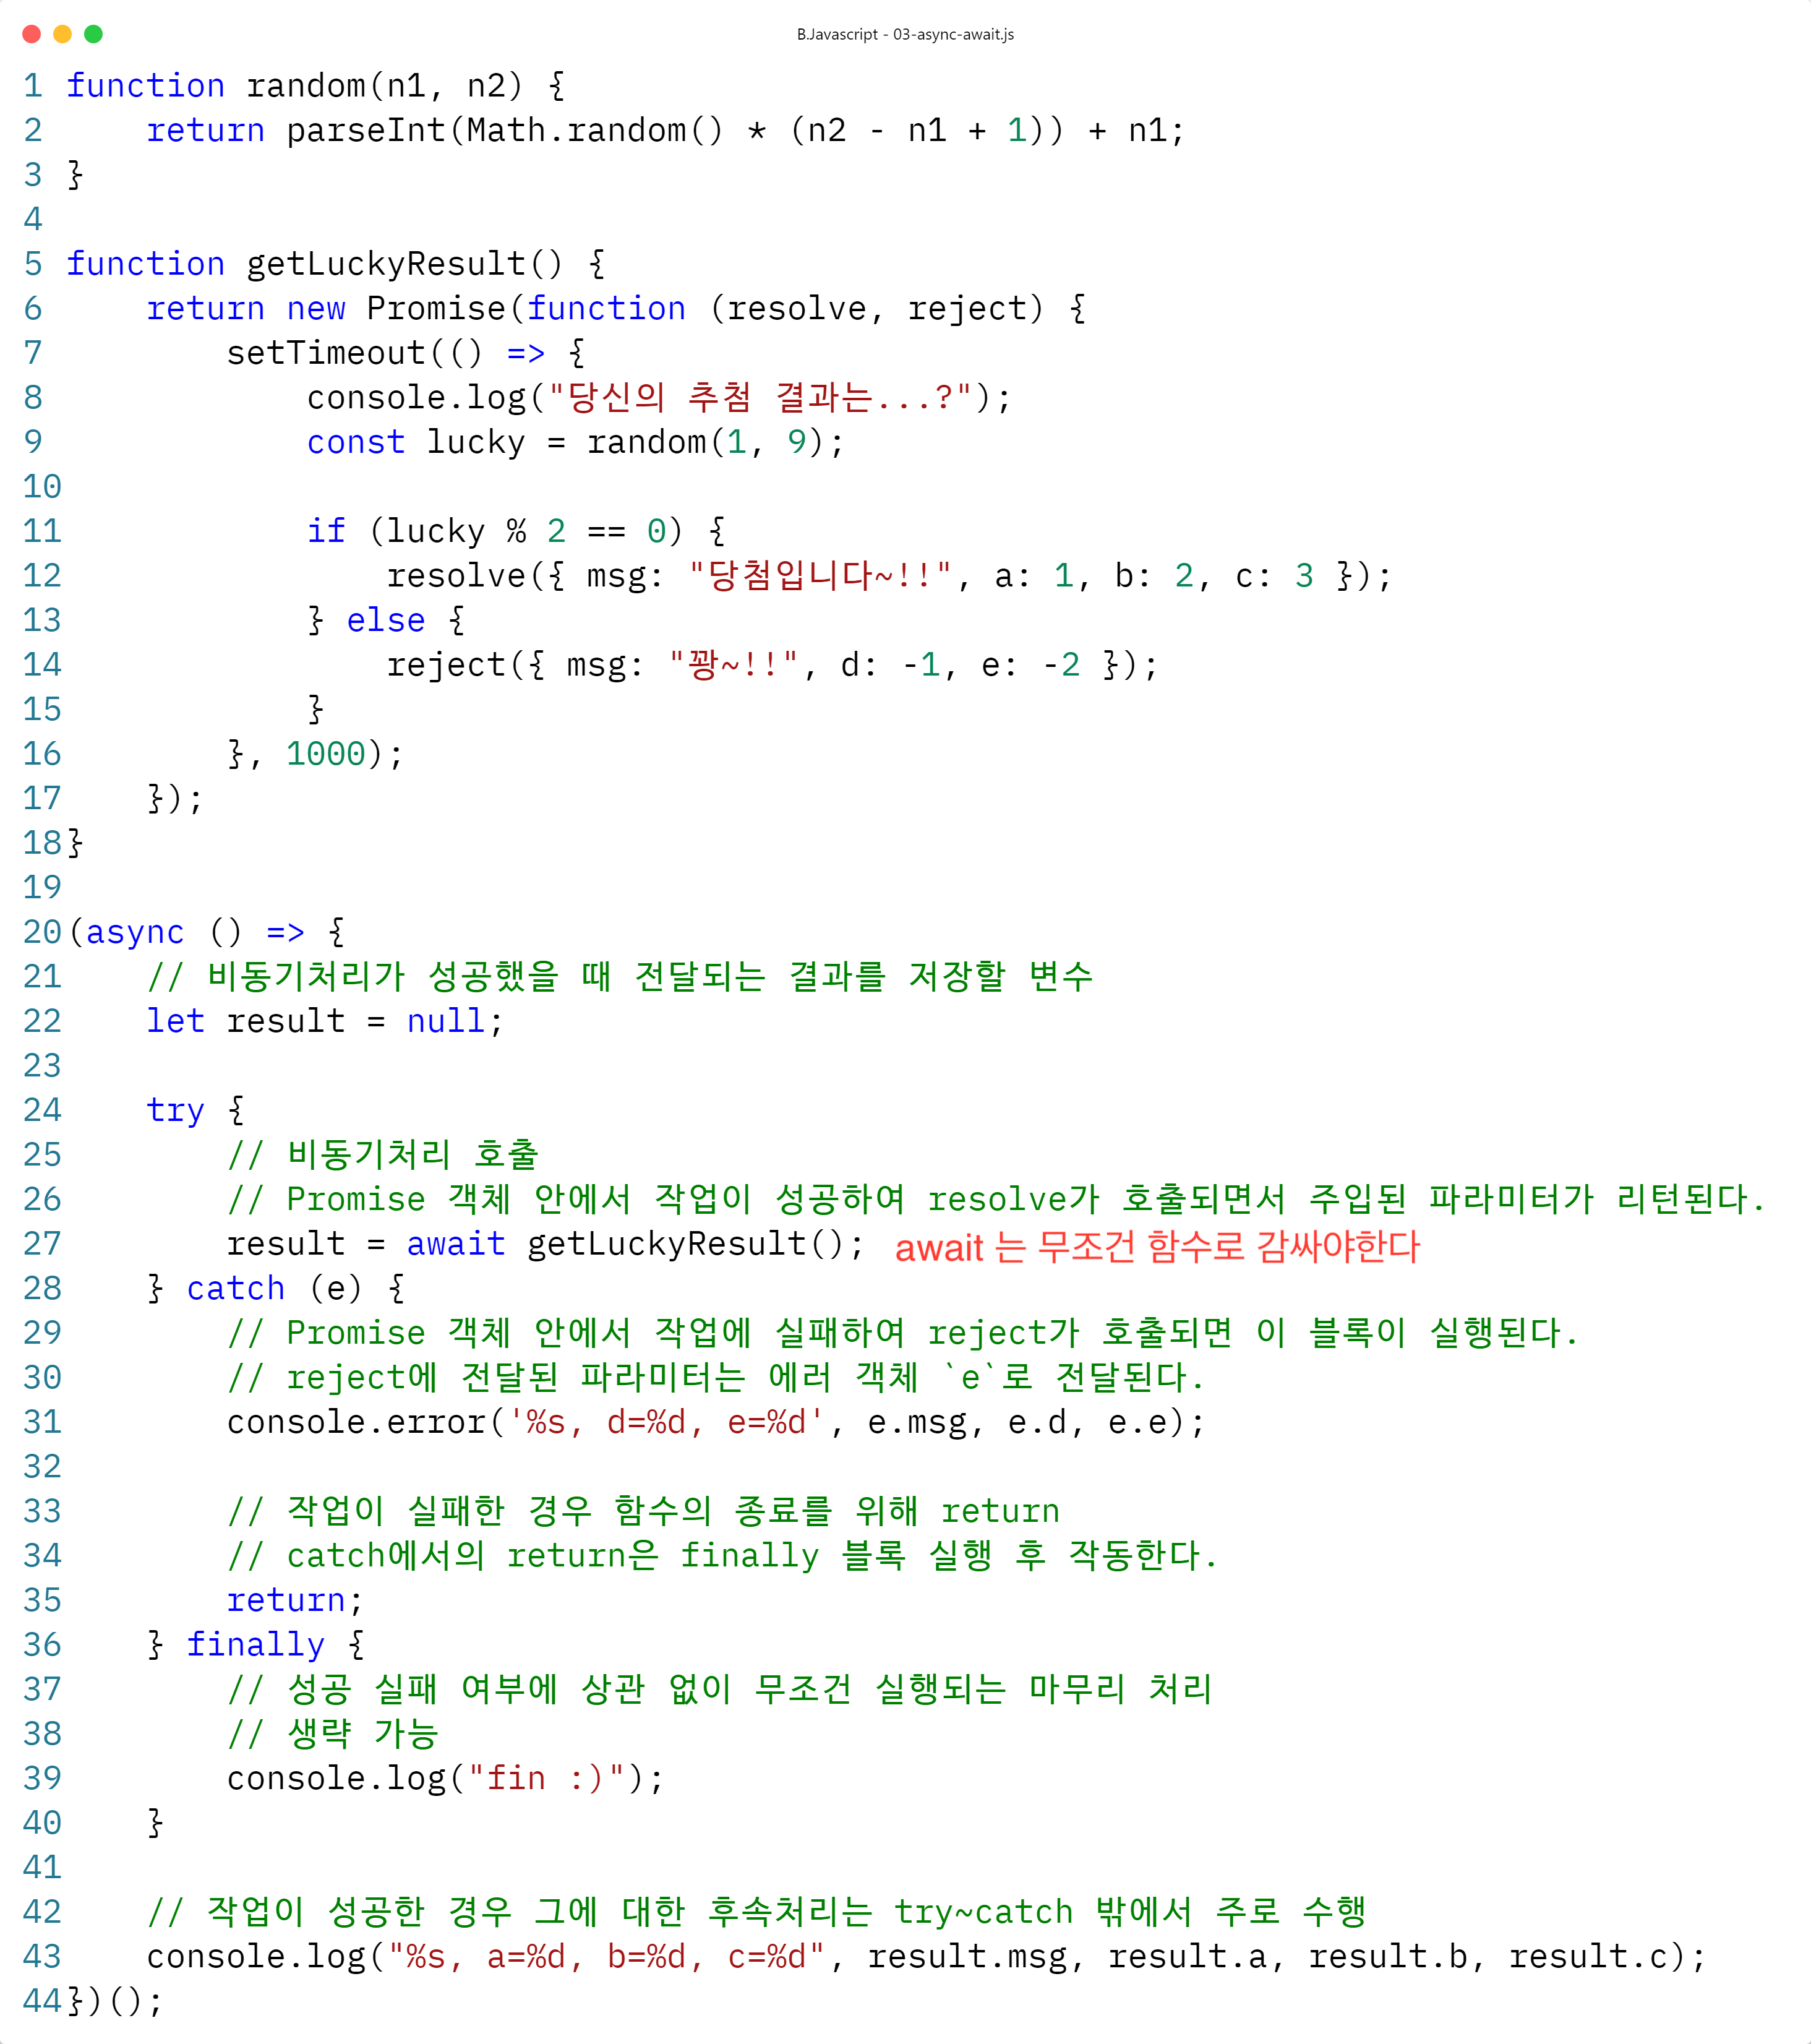 B.Javascript - 03-async-await.js
1 function random(n1, n2) {
2     return parseInt(Math.random() * (n2 - n1 + 1)) + n1;
3 }
4
5 function getLuckyResult() {
6     return new Promise(function (resolve, reject) {
7         setTimeout(() => {
8             console.log("당신의 추첨 결과는...?");
9             const lucky = random(1, 9);
10
11             if (lucky % 2 == 0) {
12                 resolve({ msg: "당첨입니다~!!", a: 1, b: 2, c: 3 });
13             } else {
14                 reject({ msg: "꽝~!!", d: -1, e: -2 });
15             }
16         }, 1000);
17     });
18 }
19
20 (async () => {
21     // 비동기처리가 성공했을 때 전달되는 결과를 저장할 변수
22     let result = null;
23
24     try {
25         // 비동기처리 호출
26         // Promise 객체 안에서 작업이 성공하여 resolve가 호출되면서 주입된 파라미터가 리턴된다.
27         result = await getLuckyResult(); await 는 무조건 함수로 감싸야한다
28     } catch (e) {
29         // Promise 객체 안에서 작업에 실패하여 reject가 호출되면 이 블록이 실행된다.
30         // reject에 전달된 파라미터는 에러 객체 `e`로 전달된다.
31         console.error('%s, d=%d, e=%d', e.msg, e.d, e.e);
32
33         // 작업이 실패한 경우 함수의 종료를 위해 return
34         // catch에서의 return은 finally 블록 실행 후 작동한다.
35         return;
36     } finally {
37         // 성공 실패 여부에 상관 없이 무조건 실행되는 마무리 처리
38         // 생략 가능
39         console.log("fin :)");
40     }
41
42     // 작업이 성공한 경우 그에 대한 후속처리는 try~catch 밖에서 주로 수행
43     console.log("%s, a=%d, b=%d, c=%d", result.msg, result.a, result.b, result.c);
44 })();